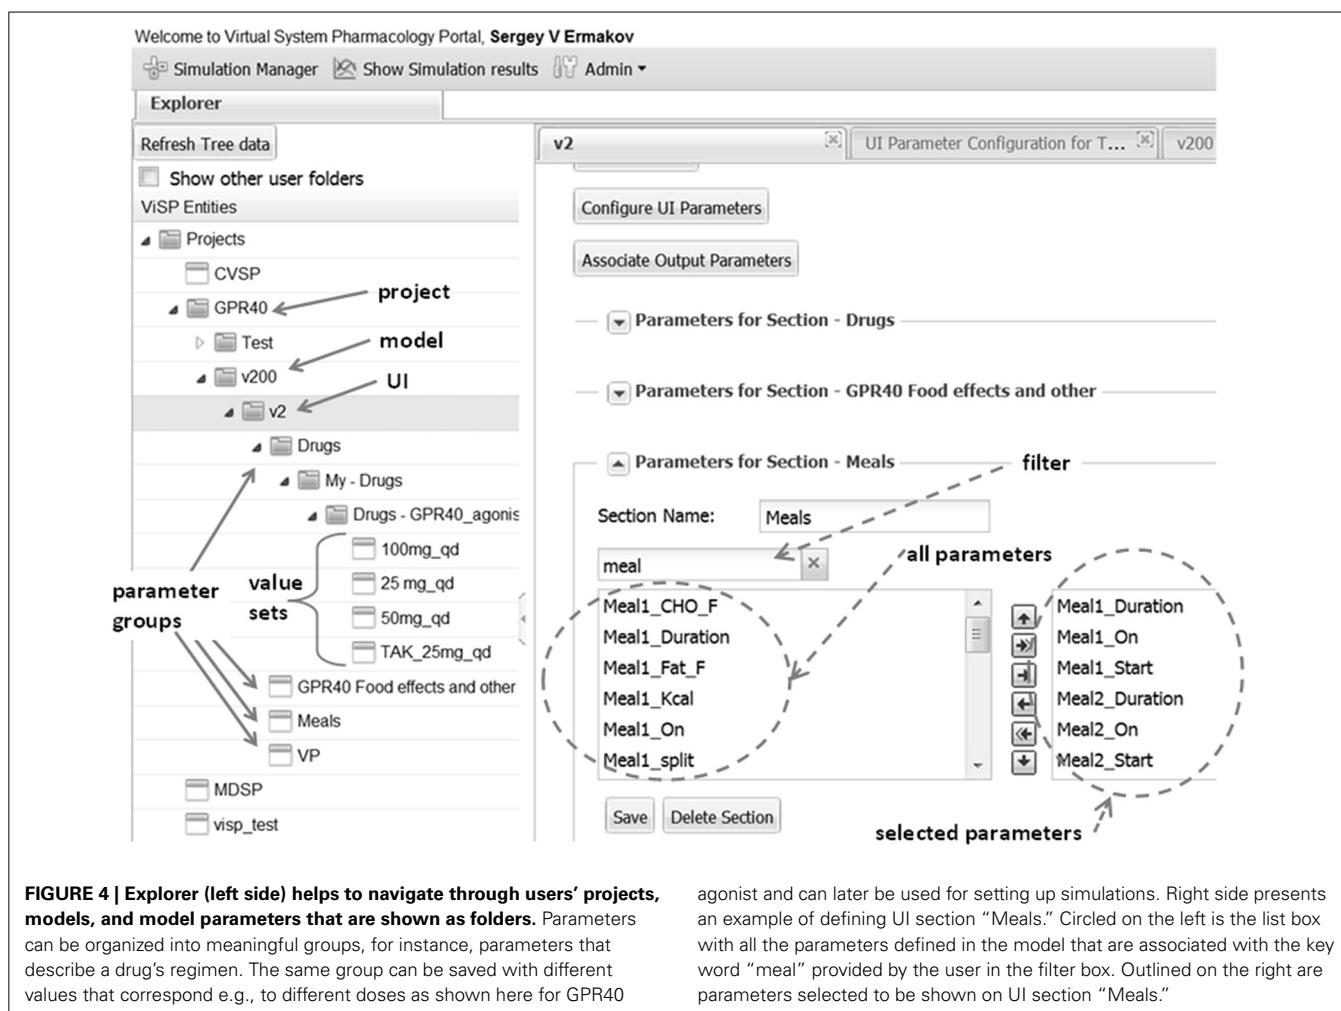 Welcome to Virtual System Pharmacology Portal, Sergey V Ermakov
Simulation Manager Show Simulation results Admin
Explorer
Refresh Tree data
Show other user folders
ViSP Entities
Projects
CVSP
GPR40
project
Test
model
v200
UI
v2
Drugs
My - Drugs
Drugs - GPR40_agonis
100mg_qd
25 mg_qd
50mg_qd
TAK_25mg_qd
value
sets
parameter
groups
GPR40 Food effects and other
Meals
VP
MDSP
visp_test
v2 UI Parameter Configuration for T... v200
Configure UI Parameters
Associate Output Parameters
Parameters for Section - Drugs
Parameters for Section - GPR40 Food effects and other
Parameters for Section - Meals
filter
Section Name: Meals
meal
all parameters
Meal1_CHO_F
Meal1_Duration
Meal1_Fat_F
Meal1_Kcal
Meal1_On
Meal1_split
Meal1_Duration
Meal1_On
Meal1_Start
Meal2_Duration
Meal2_On
Meal2_Start
Save Delete Section
selected parameters
FIGURE 4 | Explorer (left side) helps to navigate through users' projects,
models, and model parameters that are shown as folders. Parameters
can be organized into meaningful groups, for instance, parameters that
describe a drug's regimen. The same group can be saved with different
values that correspond e.g., to different doses as shown here for GPR40
agonist and can later be used for setting up simulations. Right side presents
an example of defining UI section "Meals." Circled on the left is the list box
with all the parameters defined in the model that are associated with the key
word "meal" provided by the user in the filter box. Outlined on the right are
parameters selected to be shown on UI section "Meals."